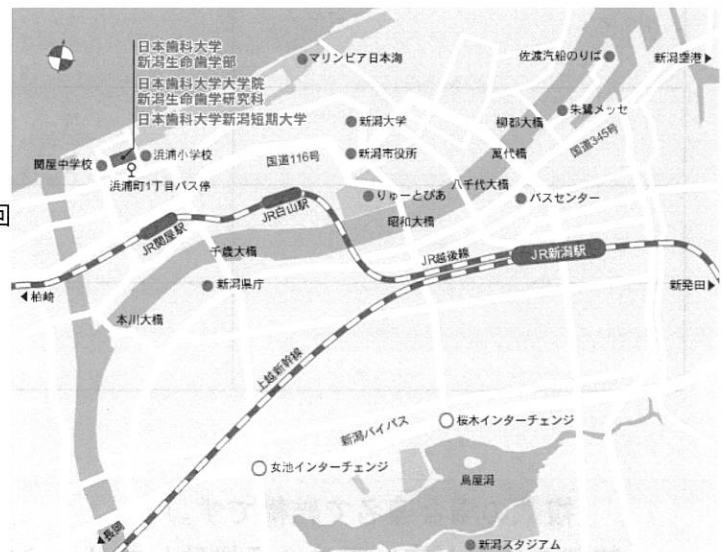 日本歯科大学
新潟生命歯学部
日本歯科大学大学院
新潟生命歯学研究科
日本歯科大学新潟短期大学
マリンピア日本海
佐渡汽船のりば
新潟空港▶
朱鷺メッセ
新潟大学
柳都大橋
国道345号
関屋中学校
浜浦小学校
国道116号
新潟市役所
萬代橋
浜浦町1丁目バス停
八千代大橋
りゅーとぴあ
バスセンター
回
JR白山駅
昭和大橋
JR関屋駅
千歳大橋
JR越後線
JR新潟駅
◀柏崎
新潟県庁
新発田▶
本川大橋
上越新幹線
新潟バイパス
桜木インターチェンジ
女池インターチェンジ
鳥屋潟
◀長岡
新潟スタジアム